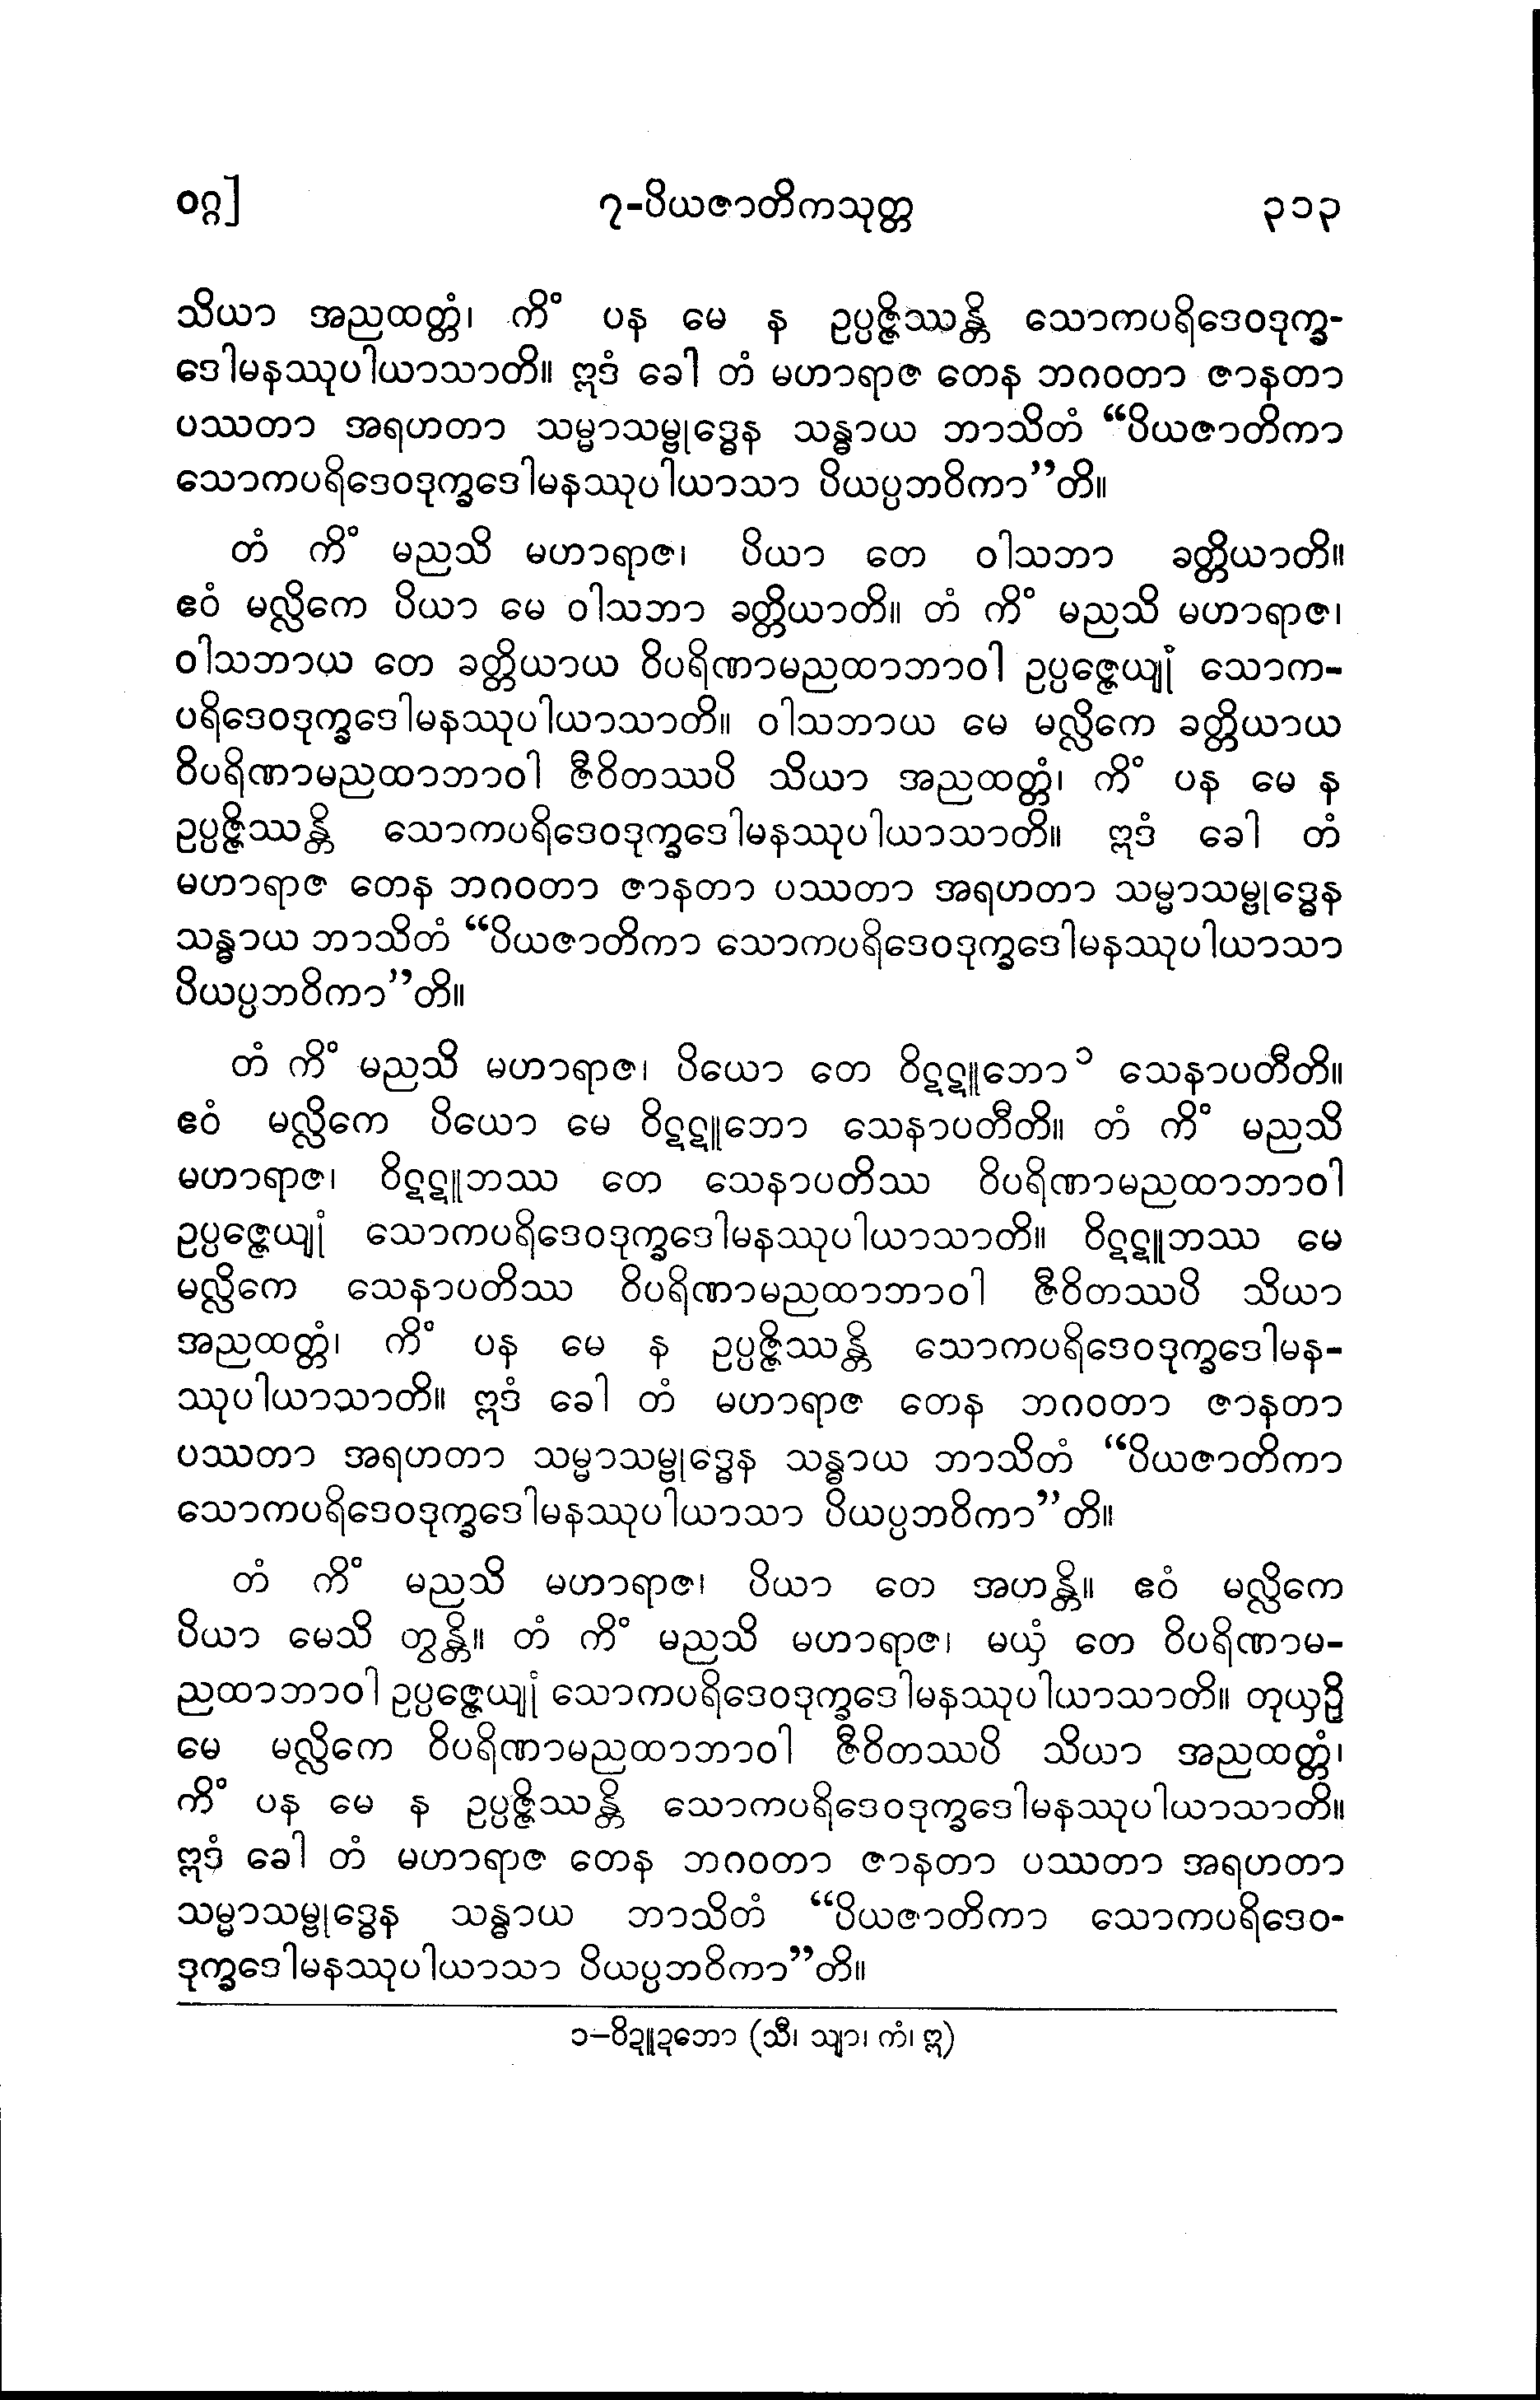 ဝဂ္ဂ]
၇-ပိယဇာတိကသုတ္တ
၃၁၃
သိယာ အညထတ္တံ၊ ကိံ ပန မေ န ဥပ္ပဇ္ဇိဿန္တိ သောကပရိဒေဝဒုက္ခ-
ဒေါမနဿုပါယာသာတိ။ ဣဒံ ခေါ တံ မဟာရာဇ တေန ဘဂဝတာ ဇာနတာ
ပဿတာ အရဟတာ သမ္မာသမ္ဗုဒ္ဓေန သန္ဓာယ ဘာသိတံ “ပိယဇာတိကာ
သောကပရိဒေဝဒုက္ခဒေါမနဿုပါယာသာ ပိယပ္ပဘဝိကာ”တိ။
တံ ကိံ မညသိ မဟာရာဇ၊ ပိယာ တေ ဝါသဘာ ခတ္တိယာတိ။
ဧဝံ မလ္လိကေ ပိယာ မေ ဝါသဘာ ခတ္တိယာတိ။ တံ ကိံ မညသိ မဟာရာဇ၊
ဝါသဘာယ တေ ခတ္တိယာယ ဝိပရိဏာမညထာဘာဝါ ဥပ္ပဇ္ဇေယျုံ သောက-
ပရိဒေဝဒုက္ခဒေါမနဿုပါယာသာတိ။ ဝါသဘာယ မေ မလ္လိကေ ခတ္တိယာယ
ဝိပရိဏာမညထာဘာဝါ ဇီဝိတဿပိ သိယာ အညထတ္တံ၊ ကိံ ပန မေ န
ဥပ္ပဇ္ဇိဿန္တိ သောကပရိဒေဝဒုက္ခဒေါမနဿုပါယာသာတိ။ ဣဒံ ခေါ တံ
မဟာရာဇ တေန ဘဂဝတာ ဇာနတာ ပဿတာ အရဟတာ သမ္မာသမ္ဗုဒ္ဓေန
သန္ဓာယ ဘာသိတံ “ပိယဇာတိကာ သောကပရိဒေဝဒုက္ခဒေါမနဿုပါယာသာ
ပိယပ္ပဘဝိကာ”တိ။
တံ ကိံ မညသိ မဟာရာဇ၊ ပိယော တေ ဝိဋဋူဘော၁ သေနာပတီတိ။
ဧဝံ မလ္လိကေ ပိယော မေ ဝိဋဋူဘော သေနာပတီတိ။ တံ ကိံ မညသိ
မဟာရာဇ၊ ဝိဋဋူဘဿ တေ သေနာပတိဿ ဝိပရိဏာမညထာဘာဝါ
ဥပ္ပဇ္ဇေယျုံ သောကပရိဒေဝဒုက္ခဒေါမနဿုပါယာသာတိ။ ဝိဋဋူဘဿ မေ
မလ္လိကေ သေနာပတိဿ ဝိပရိဏာမညထာဘာဝါ ဇီဝိတဿပိ သိယာ
အညထတ္တံ၊ ကိံ ပန မေ န ဥပ္ပဇ္ဇိဿန္တိ သောကပရိဒေဝဒုက္ခဒေါမန-
ဿုပါယာသာတိ။ ဣဒံ ခေါ တံ မဟာရာဇ တေန ဘဂဝတာ ဇာနတာ
ပဿတာ အရဟတာ သမ္မာသမ္ဗုဒ္ဓေန သန္ဓာယ ဘာသိတံ “ပိယဇာတိကာ
သောကပရိဒေဝဒုက္ခဒေါမနဿုပါယာသာ ပိယပ္ပဘဝိကာ”တိ။
တံ ကိံ မညသိ မဟာရာဇ၊ ပိယာ တေ အဟန္တိ။ ဧဝံ မလ္လိကေ
ပိယာ မေသိ တွန္တိ။ တံ ကိံ မညသိ မဟာရာဇ၊ မယှံ တေ ဝိပရိဏာမ-
ညထာဘာဝါ ဥပ္ပဇ္ဇေယျုံ သောကပရိဒေဝဒုက္ခဒေါမနဿုပါယာသာတိ။ တုယှဉှိ
မေ မလ္လိကေ ဝိပရိဏာမညထာဘာဝါ ဇီဝိတဿပိ သိယာ အညထတ္တံ၊
ကိံ ပန မေ န ဥပ္ပဇ္ဇိဿန္တိ သောကပရိဒေဝဒုက္ခဒေါမနဿုပါယာသာတိ။
ဣဒံ ခေါ တံ မဟာရာဇ တေန ဘဂဝတာ ဇာနတာ ပဿတာ အရဟတာ
သမ္မာသမ္ဗုဒ္ဓေန သန္ဓာယ ဘာသိတံ “ပိယဇာတိကာ သောကပရိဒေဝ-
ဒုက္ခဒေါမနဿုပါယာသာ ပိယပ္ပဘဝိကာ”တိ။
၁–ဝိဍူဍဘော (သီ၊ သျာ၊ ကံ၊ ဣ)